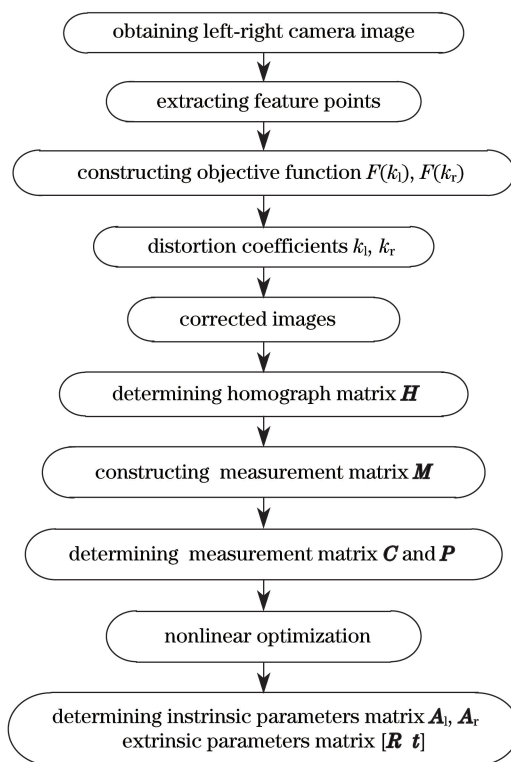 obtaining left-right camera image
extracting feature points
constructing objective function F(kl), F(kr)
distortion coefficients kl, kr
corrected images
determining homograph matrix H
constructing measurement matrix M
determining measurement matrix C and P
nonlinear optimization
determining instrinsic parameters matrix Al, Ar
extrinsic parameters matrix [R t]